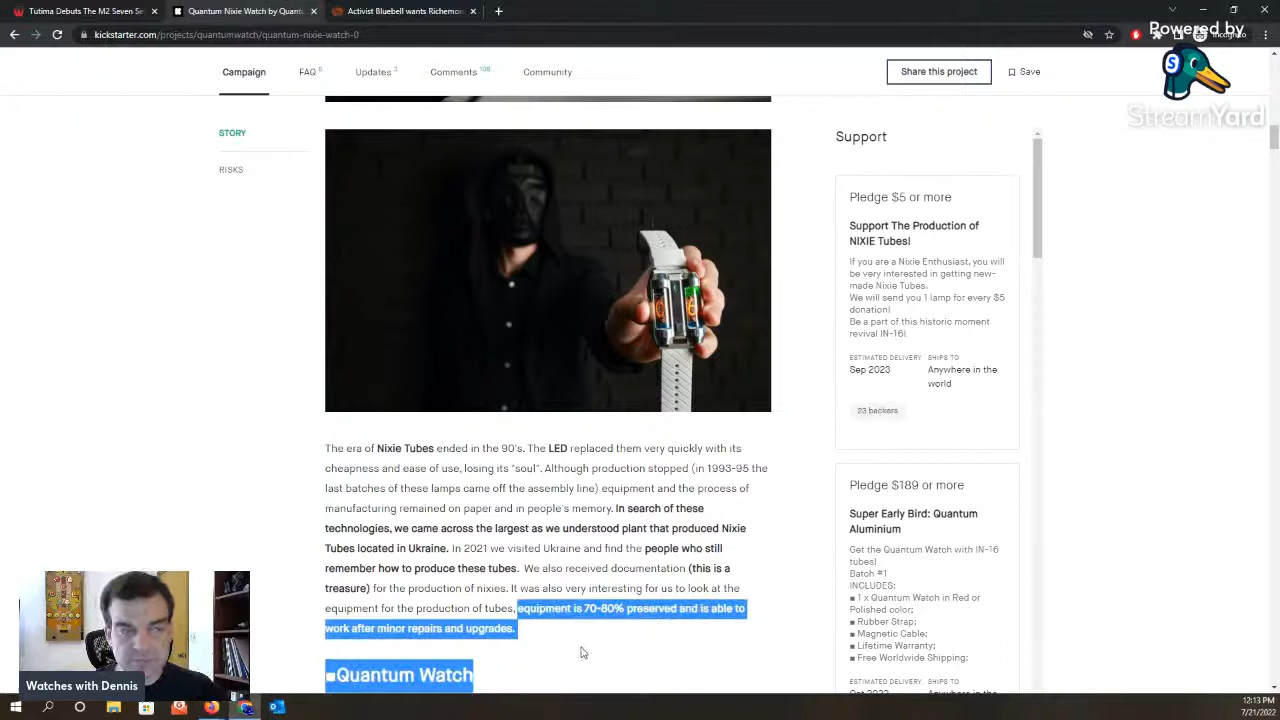 Tutima Debuts The M2 Seven Se
Quantum Nixie Watch by Quantu
Activist Bluebell wants Richemon
kickstarter.com/projects/quantumwatch/quantum-nixie-watch-0
Powered by
StreamYard
Campaign
FAQ 6
Updates
Comments 108
Community
Share this project
Save
STORY
RISKS
The era of Nixie Tubes ended in the 90's. The LED replaced them very quickly with its
cheapness and ease of use, losing its "soul". Although production stopped (in 1993-95 the
last batches of these lamps came off the assembly line) equipment and the process of
manufacturing remained on paper and in people's memory. In search of these
technologies, we came across the largest as we understood plant that produced Nixie
Tubes located in Ukraine. In 2021 we visited Ukraine and find the people who still
remember how to produce these tubes. We also received documentation (this is a
treasure) for the production of nixies. It was also very interesting for us to look at the
equipment for the production of tubes, equipment is 70-80% preserved and is able to
work after minor repairs and upgrades.
■Quantum Watch
Support
Pledge $5 or more
Support The Production of
NIXIE Tubes!
If you are a Nixie Enthusiast, you will
be very interested in getting new-
made Nixie Tubes.
We will send you 1 lamp for every $5
donation!
Be a part of this historic moment
revival IN-16!
ESTIMATED DELIVERY
SHIPS TO
Sep 2023
Anywhere in the
world
23 backers
Pledge $189 or more
Super Early Bird: Quantum
Aluminium
Get the Quantum Watch with IN-16
tubes!
Batch #1
INCLUDES:
■ 1 x Quantum Watch in Red or
Polished color;
■ Rubber Strap;
■ Magnetic Cable;
■ Lifetime Warranty;
■ Free Worldwide Shipping;
ESTIMATED DELIVERY
SHIPS TO
Oct 2022
Anywhere in the
Watches with Dennis
12:13 PM
7/21/2022